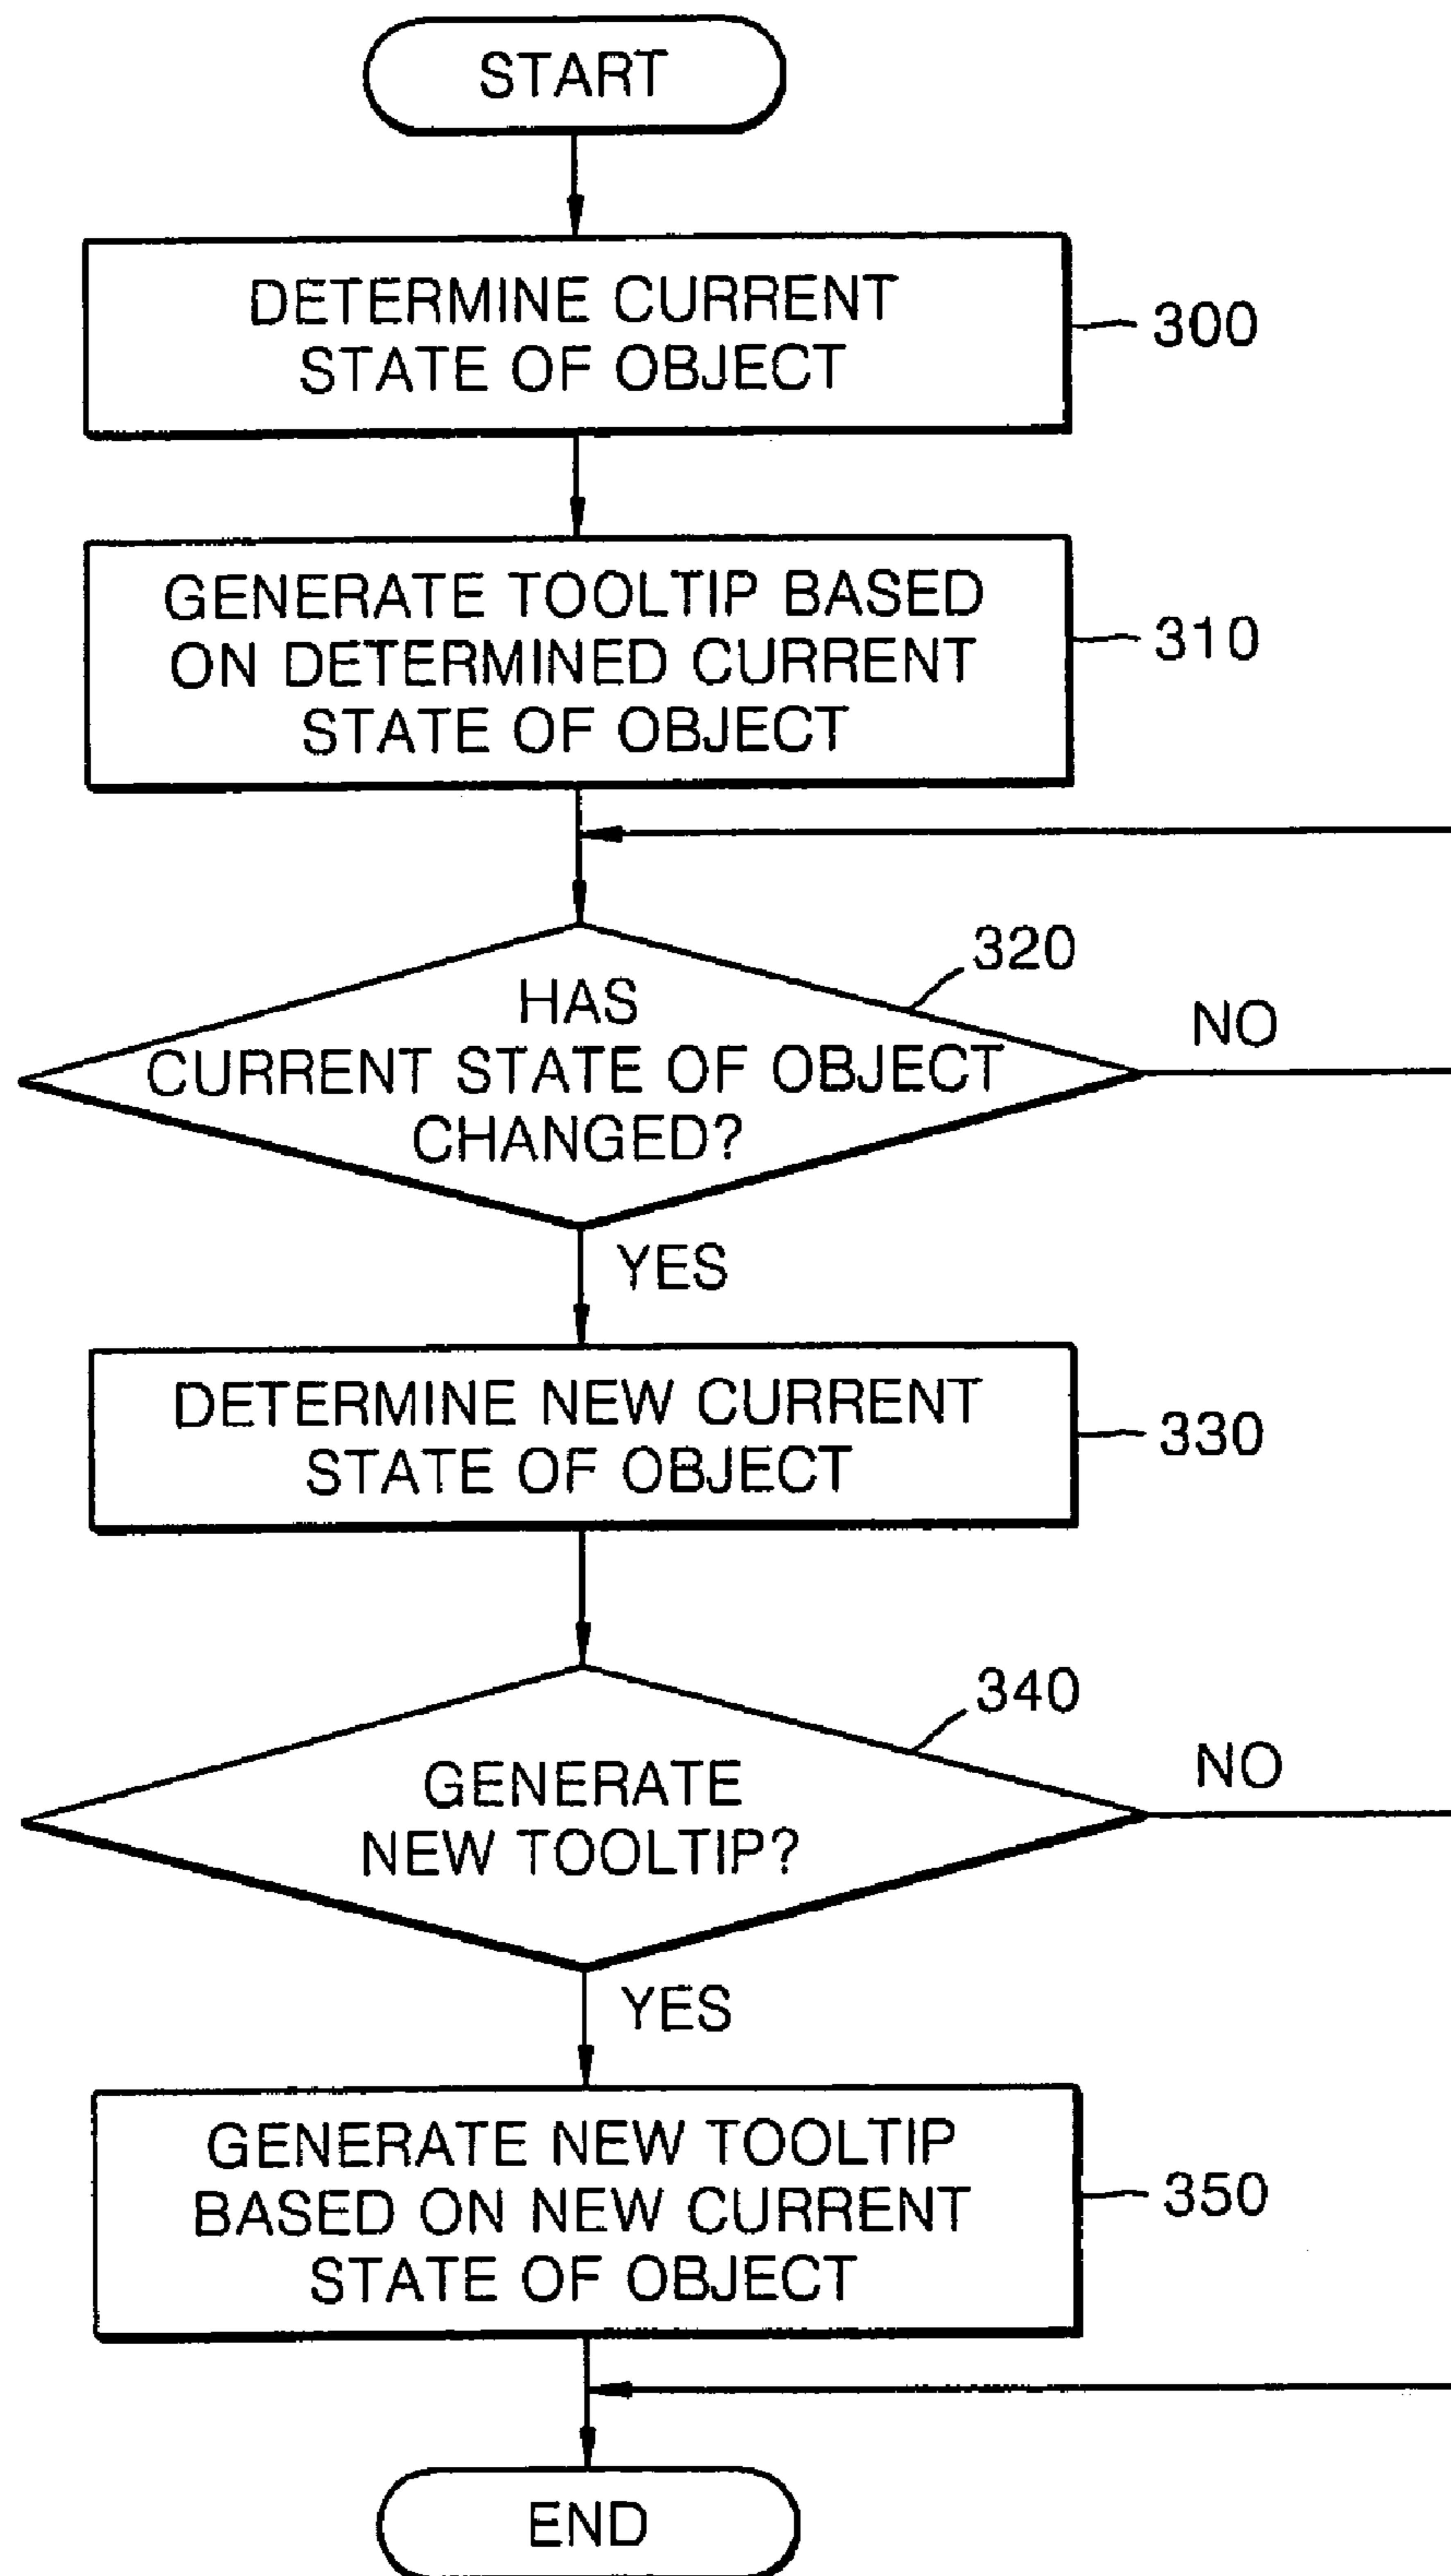 START
DETERMINE CURRENT
STATE OF OBJECT
300
GENERATE TOOLTIP BASED
ON DETERMINED CURRENT
STATE OF OBJECT
310
320
HAS
CURRENT STATE OF OBJECT
CHANGED?
NO
YES
DETERMINE NEW CURRENT
STATE OF OBJECT
330
340
GENERATE
NEW TOOLTIP?
NO
YES
GENERATE NEW TOOLTIP
BASED ON NEW CURRENT
STATE OF OBJECT
350
END